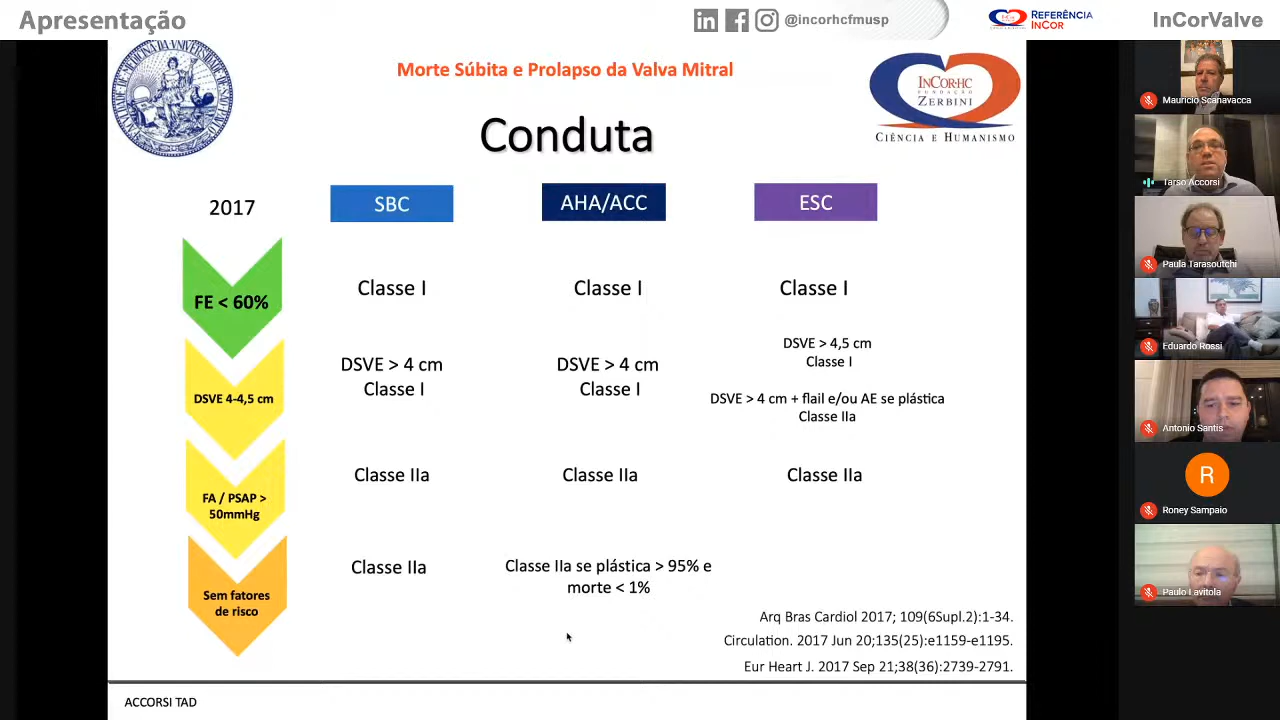 Apresentação
@incorhcfmusp
REFERÊNCIA
INCOR
InCorValve
Morte Súbita e Prolapso da Valva Mitral
INCOR·HC
FUNDAÇÃO
ZERBINI
CIÊNCIA E HUMANISMO
Conduta
2017
SBC
AHA/ACC
ESC
FE < 60%
Classe I
Classe I
Classe I
DSVE 4-4,5 cm
DSVE > 4 cm
Classe I
DSVE > 4 cm
Classe I
DSVE > 4,5 cm
Classe I
DSVE > 4 cm + flail e/ou AE se plástica
Classe IIa
FA / PSAP >
50mmHg
Classe IIa
Classe IIa
Classe IIa
Sem fatores
de risco
Classe IIa
Classe IIa se plástica > 95% e
morte < 1%
Arq Bras Cardiol 2017; 109(6Supl.2):1-34.
Circulation. 2017 Jun 20;135(25):e1159-e1195.
Eur Heart J. 2017 Sep 21;38(36):2739-2791.
ACCORSI TAD
Mauricio Scanavacca
Tarso Accorsi
Paula Tarasoutchi
Eduardo Rossi
Antonio Santis
R
Roney Sampaio
Paulo Lavitola